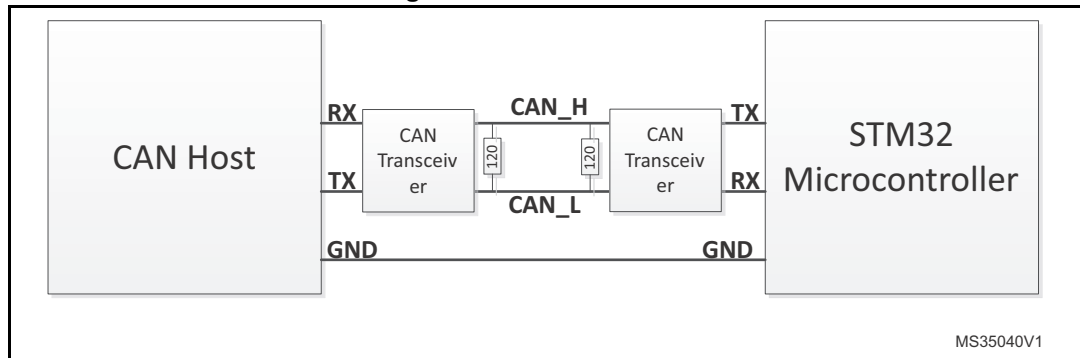 CAN Host
RX
TX
GND
CAN
Transceiv
er
CAN_H
120
120
CAN_L
CAN
Transceiv
er
TX
RX
GND
STM32
Microcontroller
MS35040V1